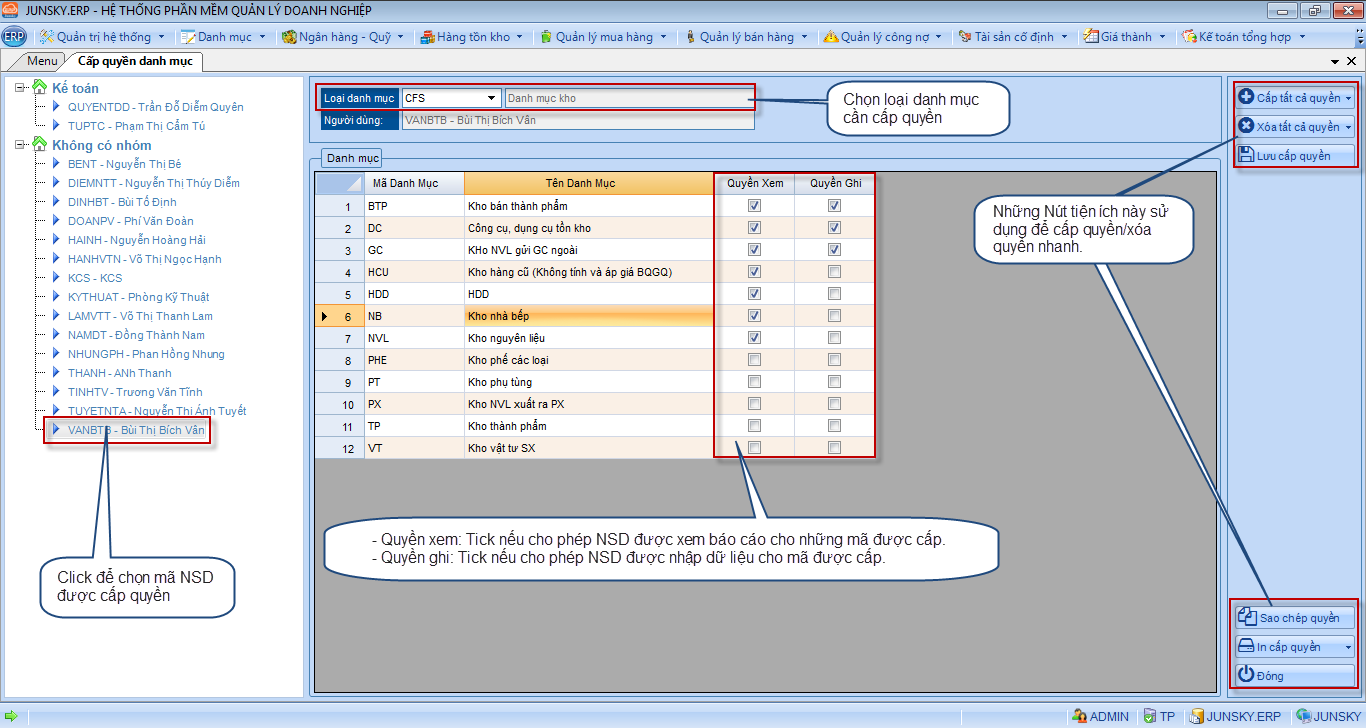 JUNSKY.ERP - HỆ THỐNG PHẦN MỀM QUẢN LÝ DOANH NGHIỆP
ERP Quản trị hệ thống Danh mục Ngân hàng - Quỹ Hàng tồn kho Quản lý mua hàng Quản lý bán hàng Quản lý công nợ Tài sản cố định Giá thành Kế toán tổng hợp
Menu Cấp quyền danh mục
Kế toán
QUYENTDD - Trần Đỗ Diễm Quyên
TUPTC - Phạm Thị Cẩm Tú
Không có nhóm
BENT - Nguyễn Thị Bé
DIEMNTT - Nguyễn Thị Thúy Diễm
DINHBT - Bùi Tố Định
DOANPV - Phí Văn Đoàn
HAINH - Nguyễn Hoàng Hải
HANHVTN - Võ Thị Ngọc Hạnh
KCS - KCS
KYTHUAT - Phòng Kỹ Thuật
LAMVTT - Võ Thị Thanh Lam
NAMDT - Đồng Thành Nam
NHUNGPH - Phan Hồng Nhung
THANH - ANh Thanh
TINHTV - Trương Văn Tĩnh
TUYETNTA - Nguyễn Thị Ánh Tuyết
VANBTB - Bùi Thị Bích Vân
Click để chọn mã NSD
được cấp quyền
Loại danh mục CFS Danh mục kho
Người dùng: VANBTB - Bùi Thị Bích Vân
Chọn loại danh mục
cần cấp quyền
Danh mục
Mã Danh Mục Tên Danh Mục Quyền Xem Quyền Ghi
1 BTP Kho bán thành phẩm
2 DC Công cụ, dụng cụ tồn kho
3 GC KHo NVL gửi GC ngoài
4 HCU Kho hàng cũ (Không tính và áp giá BQGQ)
5 HDD HDD
6 NB Kho nhà bếp
7 NVL Kho nguyên liệu
8 PHE Kho phế các loại
9 PT Kho phụ tùng
10 PX Kho NVL xuất ra PX
11 TP Kho thành phẩm
12 VT Kho vật tư SX
- Quyền xem: Tick nếu cho phép NSD được xem báo cáo cho những mã được cấp.
- Quyền ghi: Tick nếu cho phép NSD được nhập dữ liệu cho mã được cấp.
Cấp tất cả quyền
Xóa tất cả quyền
Lưu cấp quyền
Những Nút tiện ích này sử
dụng để cấp quyền/xóa
quyền nhanh.
Sao chép quyền
In cấp quyền
Đóng
ADMIN TP JUNSKY.ERP JUNSKY